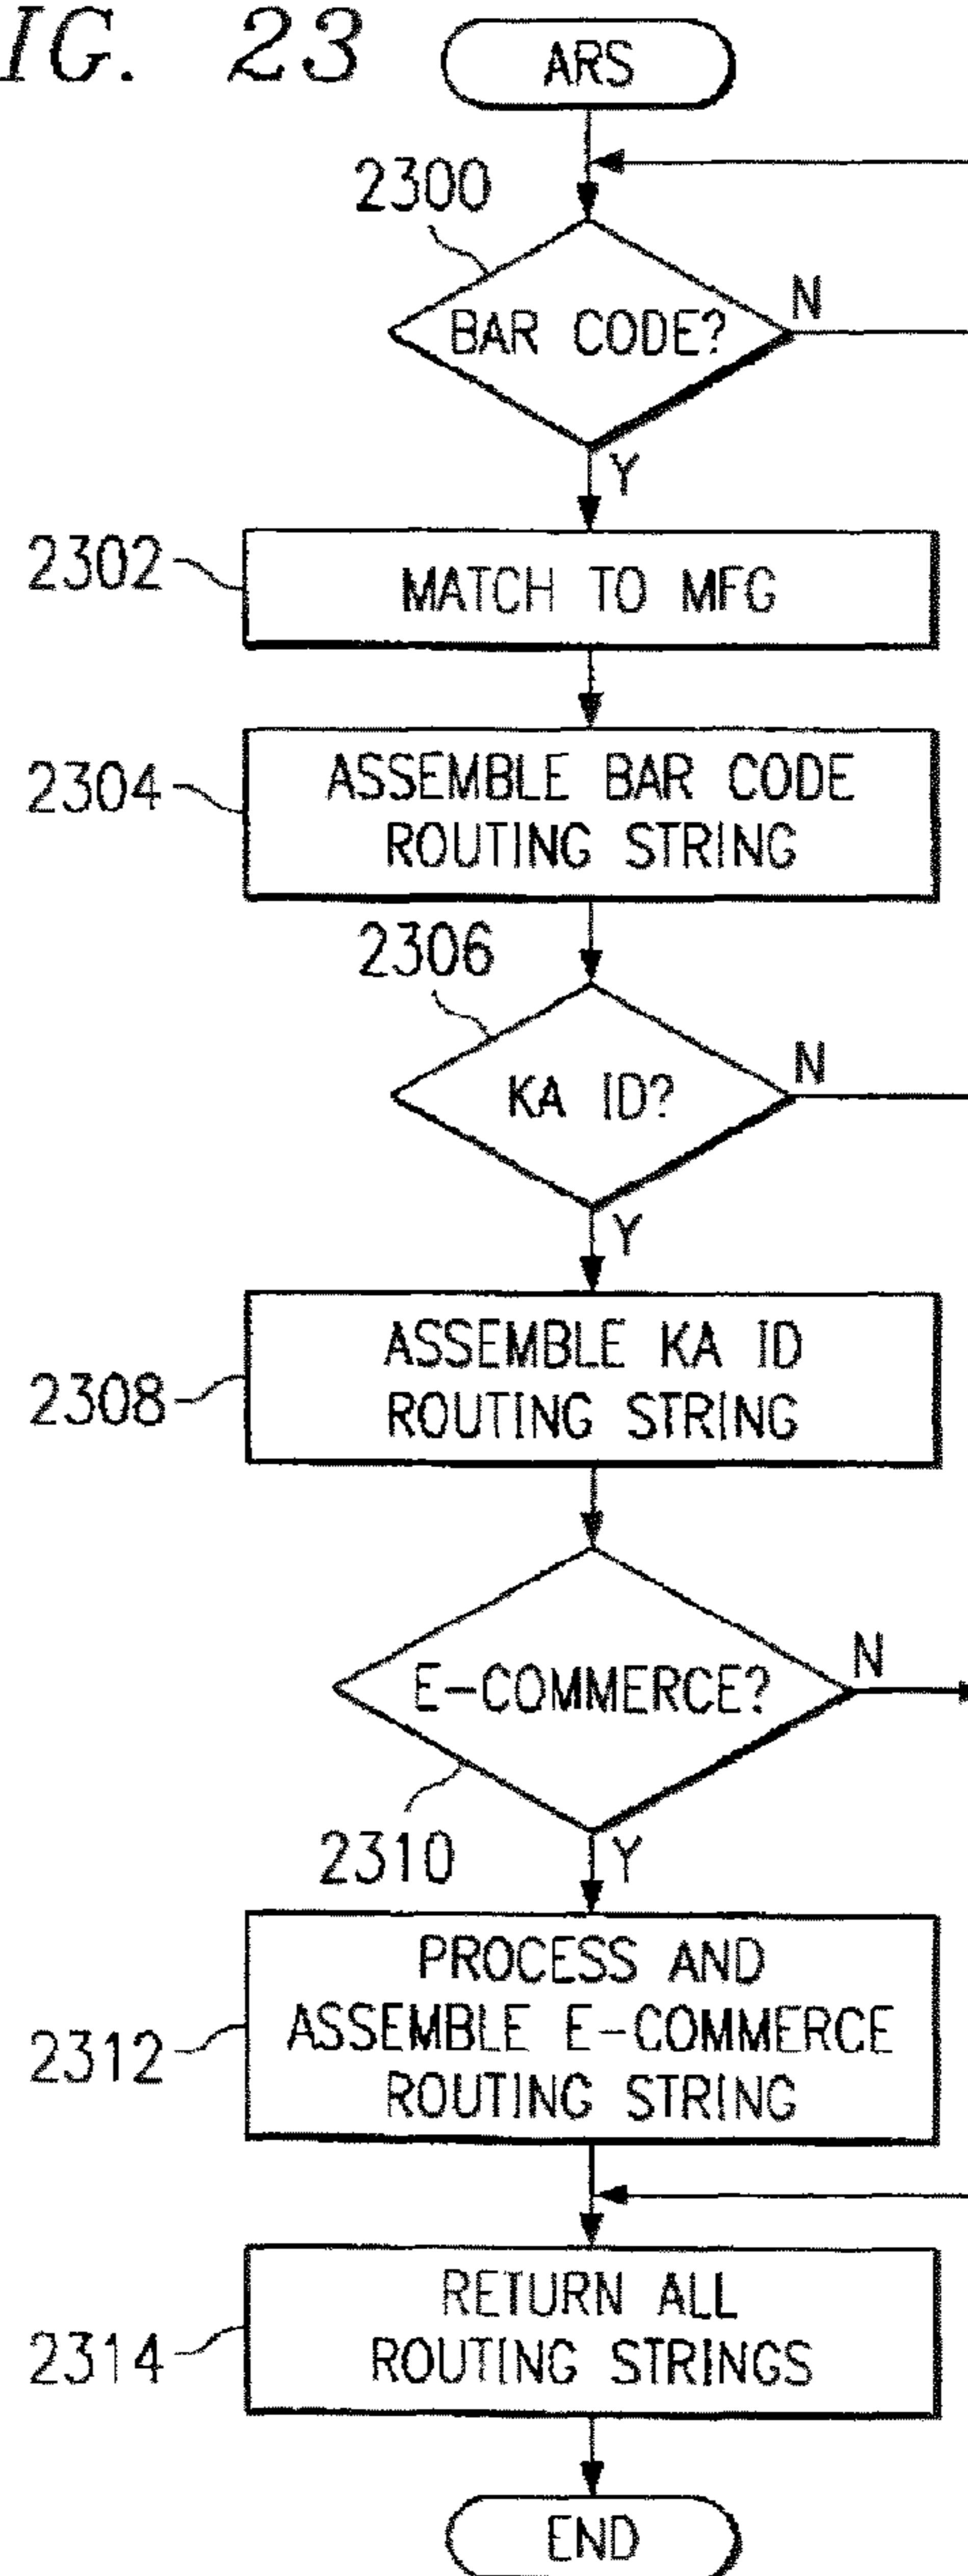 IG. 23
ARS
2300
BAR CODE?
N
Y
2302
MATCH TO MFG
2304
ASSEMBLE BAR CODE
ROUTING STRING
2306
KA ID?
N
Y
2308
ASSEMBLE KA ID
ROUTING STRING
E-COMMERCE?
N
2310
Y
2312
PROCESS AND
ASSEMBLE E-COMMERCE
ROUTING STRING
2314
RETURN ALL
ROUTING STRINGS
END